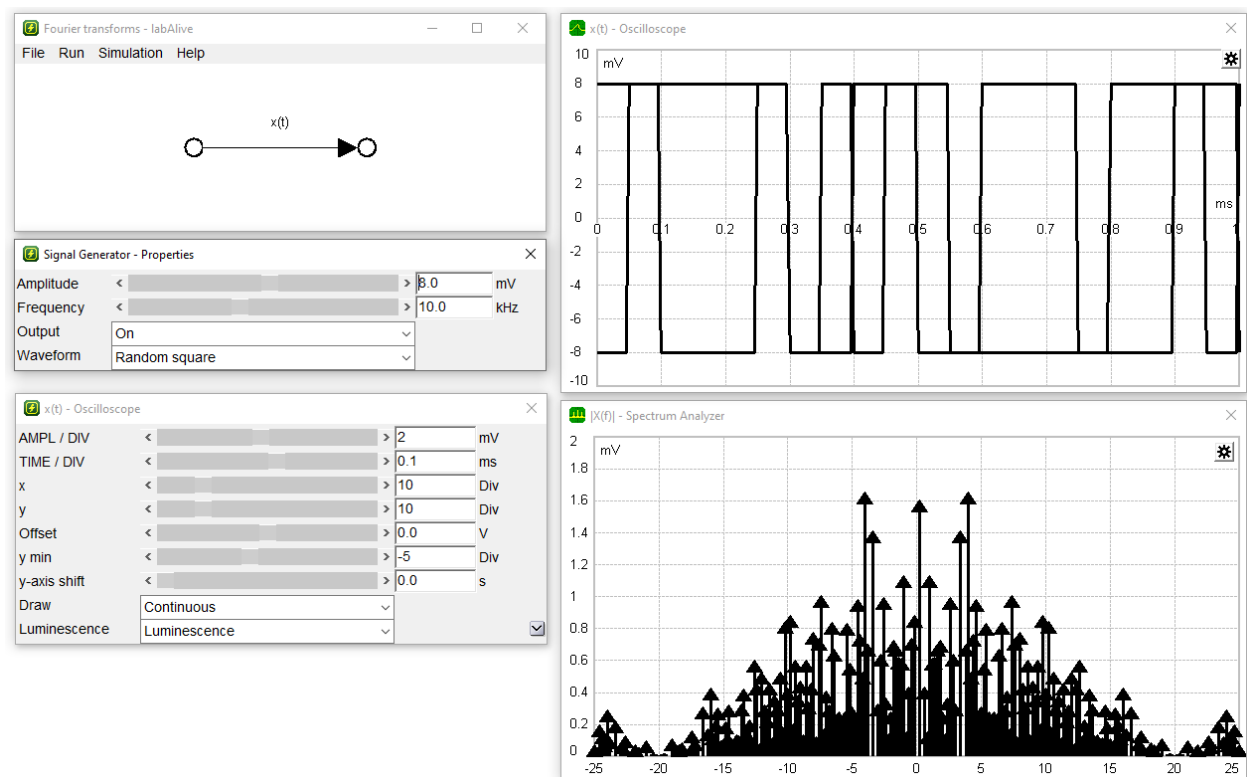 Fourier transforms - labAlive
File Run Simulation Help
x(t)
Signal Generator - Properties
Amplitude < > 8.0 mV
Frequency < > 10.0 kHz
Output On
Waveform Random square
x(t) - Oscilloscope
AMPL / DIV < > 2 mV
TIME / DIV < > 0.1 ms
x < > 10 Div
y < > 10 Div
Offset < > 0.0 V
y min < > -5 Div
y-axis shift < > 0.0 s
Draw Continuous
Luminescence Luminescence
x(t) - Oscilloscope
10
mV
8
6
4
2
ms
0
0 0.1 0.2 0.3 0.4 0.5 0.6 0.7 0.8 0.9 1
-2
-4
-6
-8
-10
|X(f)| - Spectrum Analyzer
2
mV
1.8
1.6
1.4
1.2
1
0.8
0.6
0.4
0.2
0
-25 -20 -15 -10 -5 0 5 10 15 20 25